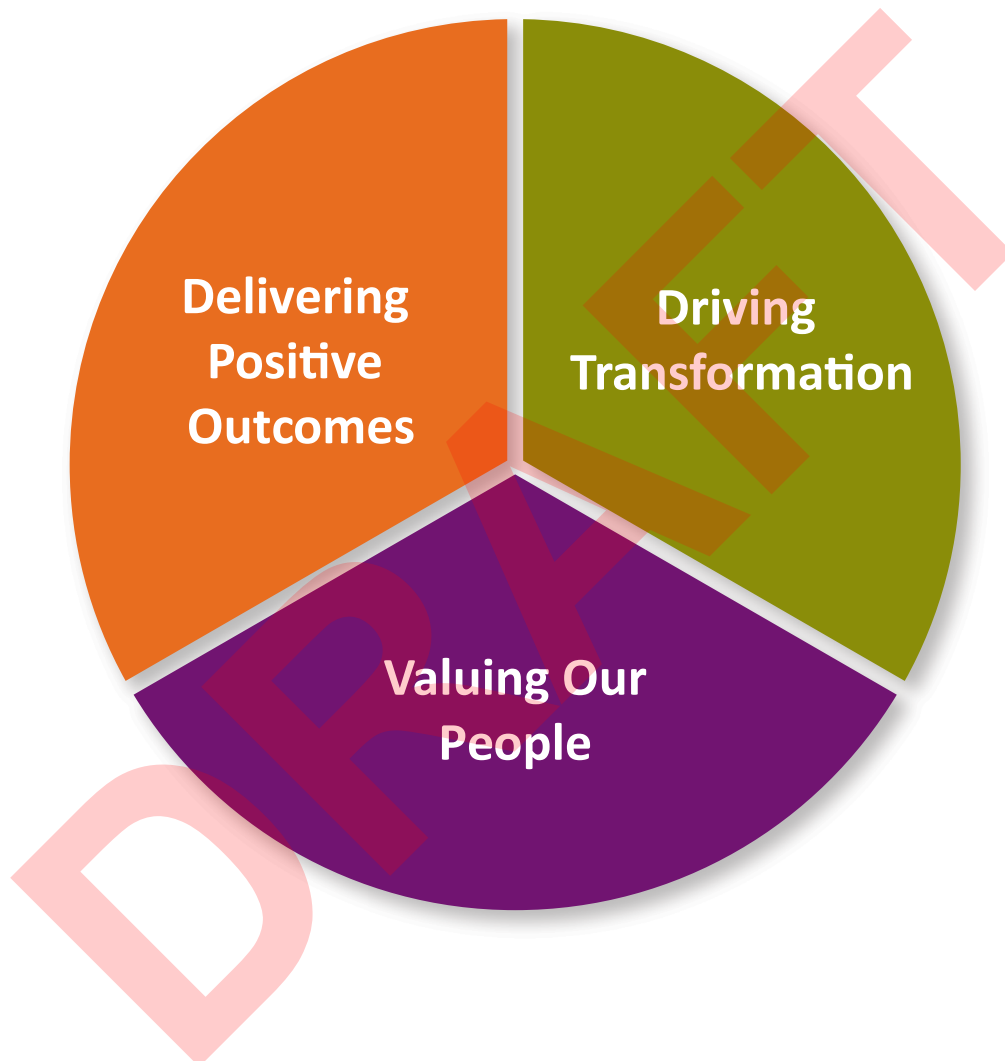 Delivering
Positive
Outcomes
Driving
Transformation
Valuing Our
People
DRAFT